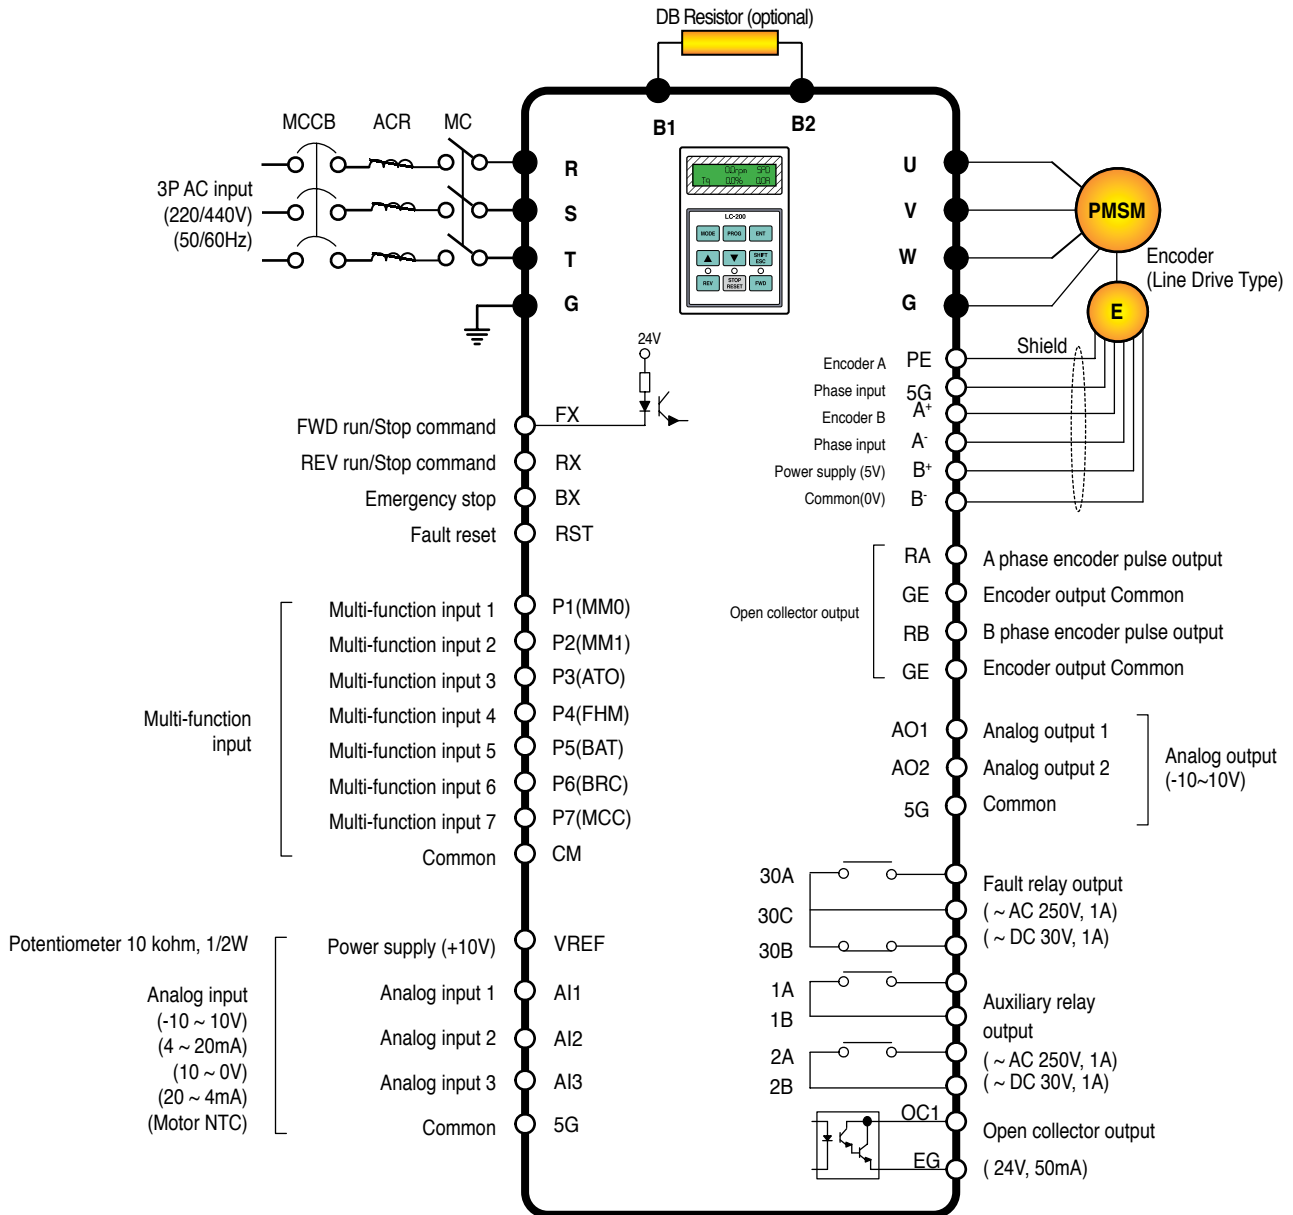 DB Resistor (optional)
B1
B2
MCCB
ACR
MC
3P AC input
(220/440V)
(50/60Hz)
R
S
T
G
0.0rpm SPD
Tq 0.0% 0.0A
LC-200
MODE
PROG
ENT
SHIFT
ESC
REV
STOP
RESET
FWD
U
V
W
G
PMSM
Encoder
(Line Drive Type)
E
24V
FWD run/Stop command
FX
REV run/Stop command
RX
Emergency stop
BX
Fault reset
RST
Shield
Encoder A
PE
Phase input
5G
Encoder B
A+
Phase input
A-
Power supply (5V)
B+
Common(0V)
B-
Open collector output
RA
A phase encoder pulse output
GE
Encoder output Common
RB
B phase encoder pulse output
GE
Encoder output Common
Multi-function
input
Multi-function input 1
P1(MM0)
Multi-function input 2
P2(MM1)
Multi-function input 3
P3(ATO)
Multi-function input 4
P4(FHM)
Multi-function input 5
P5(BAT)
Multi-function input 6
P6(BRC)
Multi-function input 7
P7(MCC)
Common
CM
AO1
Analog output 1
AO2
Analog output 2
5G
Common
Analog output
(-10~10V)
30A
30C
30B
Fault relay output
( ~ AC 250V, 1A)
( ~ DC 30V, 1A)
1A
1B
2A
2B
Auxiliary relay
output
( ~ AC 250V, 1A)
( ~ DC 30V, 1A)
OC1
EG
Open collector output
( 24V, 50mA)
Potentiometer 10 kohm, 1/2W
Analog input
(-10 ~ 10V)
(4 ~ 20mA)
(10 ~ 0V)
(20 ~ 4mA)
(Motor NTC)
Power supply (+10V)
VREF
Analog input 1
AI1
Analog input 2
AI2
Analog input 3
AI3
Common
5G